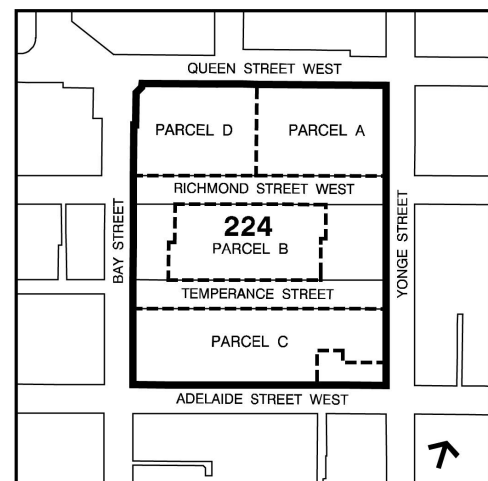 QUEEN STREET WEST
PARCEL D
PARCEL A
RICHMOND STREET WEST
BAY STREET
224
PARCEL B
YONGE STREET
TEMPERANCE STREET
PARCEL C
ADELAIDE STREET WEST